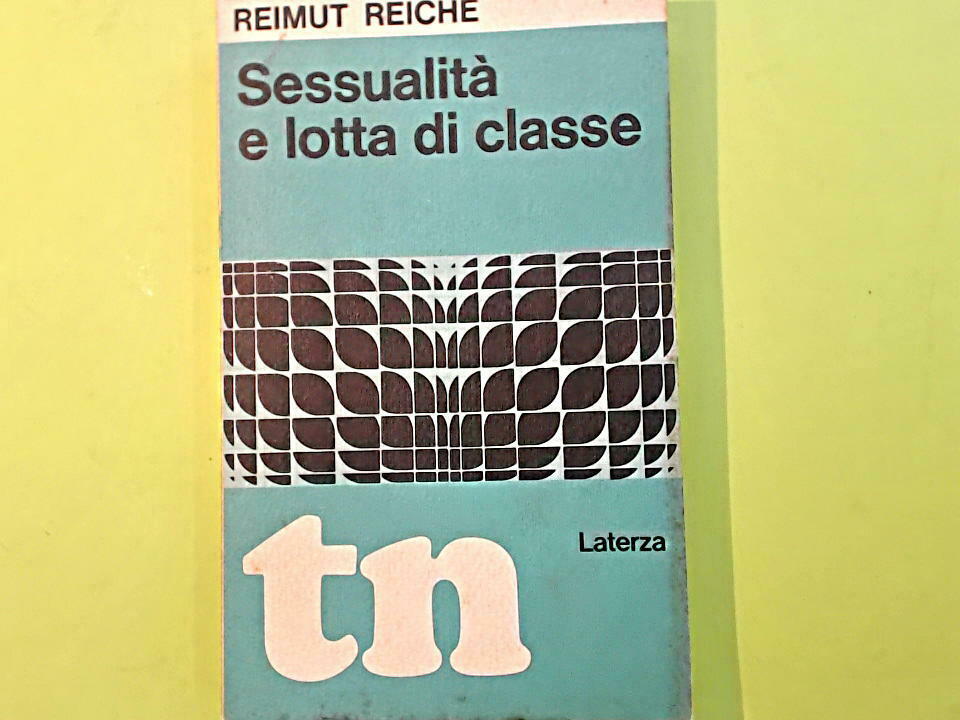 REIMUT REICHE
Sessualità
e lotta di classe
Laterza
tn